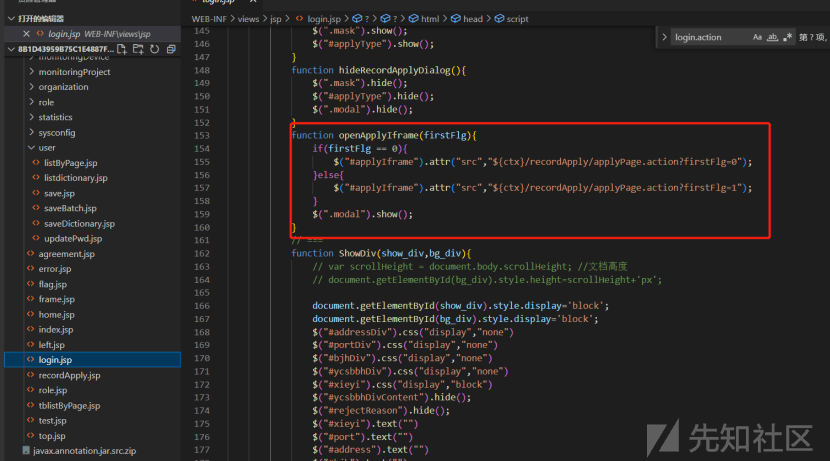 打开的编辑器
login.jsp WEB-INF\views\jsp
8B1D43959B75C1E4887F...
monitoringDevice
monitoringProject
organization
role
statistics
sysconfig
user
listByPage.jsp
listdictionary.jsp
save.jsp
saveBatch.jsp
saveDictionary.jsp
updatePwd.jsp
agreement.jsp
error.jsp
flag.jsp
frame.jsp
home.jsp
index.jsp
left.jsp
login.jsp
recordApply.jsp
role.jsp
tblistByPage.jsp
test.jsp
top.jsp
javax.annotation.jar.src.zip
WEB-INF > views > jsp > login.jsp > ? > ? > html > head > script
login.action Aa ab. .* 第 ? 项,
145 $(".mask").show();
146 $("#applyType").show();
147 }
148 function hideRecordApplyDialog(){
149 $(".mask").hide();
150 $("#applyType").hide();
151 $(".modal").hide();
152 }
153 function openApplyIframe(firstFlg){
154 if(firstFlg == 0){
155 $("#applyIframe").attr("src","${ctx}/recordApply/applyPage.action?firstFlg=0");
156 }else{
157 $("#applyIframe").attr("src","${ctx}/recordApply/applyPage.action?firstFlg=1");
158 }
159 $(".modal").show();
160 }
161 // ===
162 function ShowDiv(show_div,bg_div){
163 // var scrollHeight = document.body.scrollHeight; //文档高度
164 // document.getElementById(bg_div).style.height=scrollHeight+'px';
165
166 document.getElementById(show_div).style.display='block';
167 document.getElementById(bg_div).style.display='block';
168 $("#addressDiv").css("display","none")
169 $("#portDiv").css("display","none")
170 $("#bjhDiv").css("display","none")
171 $("#ycsbbhDiv").css("display","none")
172 $("#xieyi").css("display","block")
173 $("#ycsbbhDivContent").hide();
174 $("#rejectReason").hide();
175 $("#xieyi").text("")
176 $("#port").text("")
177 $("#address").text("")
先知社区